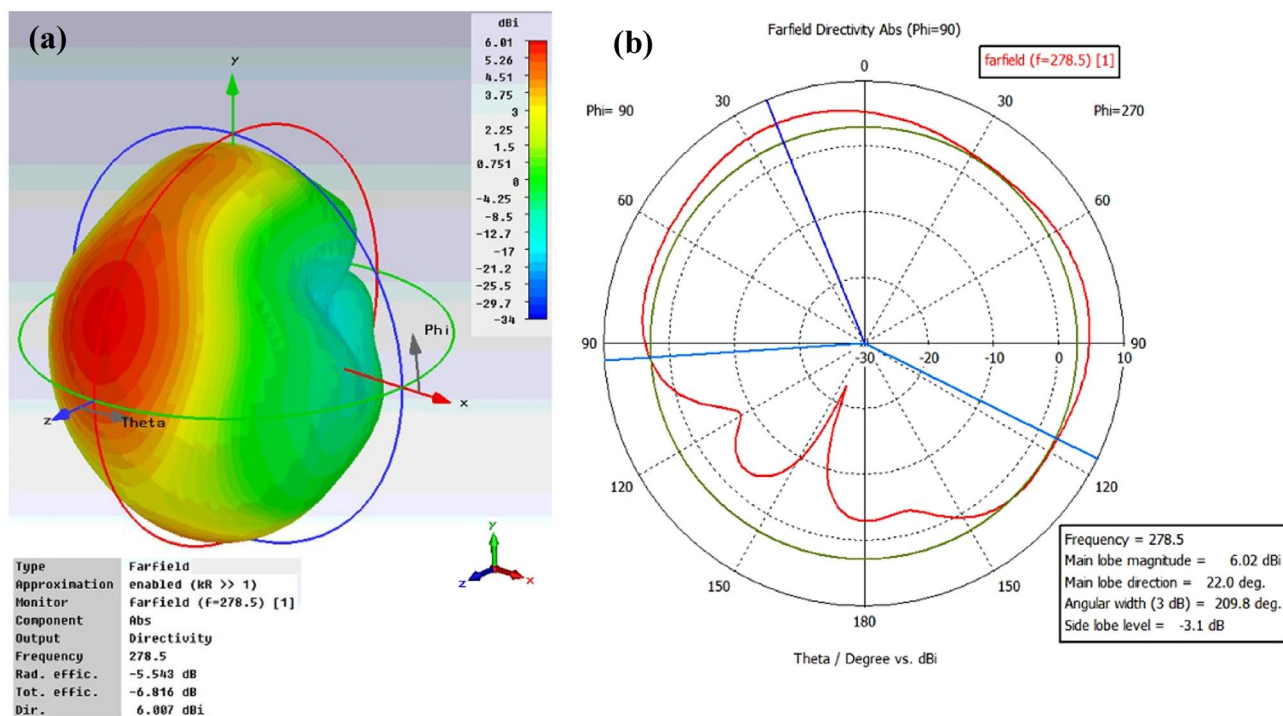 (a)
dBi
6.01
5.26
4.51
3.75
3
2.25
1.5
0.751
0
-4.25
-8.5
-12.7
-17
-21.2
-25.5
-29.7
-34
y
Phi
x
z
Theta
y
z
x
Type Farfield
Approximation enabled (kR >> 1)
Monitor farfield (f=278.5) [1]
Component Abs
Output Directivity
Frequency 278.5
Rad. effic. -5.543 dB
Tot. effic. -6.816 dB
Dir. 6.007 dBi
(b)
Farfield Directivity Abs (Phi=90)
farfield (f=278.5) [1]
0
30
30
Phi= 90
Phi=270
60
60
90
-30
-20
-10
0
10
90
120
120
150
150
180
Frequency = 278.5
Main lobe magnitude = 6.02 dBi
Main lobe direction = 22.0 deg.
Angular width (3 dB) = 209.8 deg.
Side lobe level = -3.1 dB
Theta / Degree vs. dBi